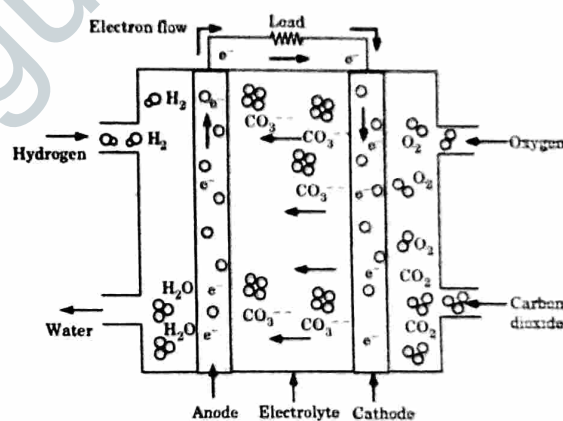 Electron flow
Load
e⁻
e⁻
H₂
e⁻
CO₃⁻⁻
CO₃⁻⁻
O₂
Hydrogen
H₂
e⁻
Oxygen
e⁻
CO₃⁻⁻
e⁻
O₂
O₂
H₂O
e⁻
e⁻
CO₂
Water
H₂O
e⁻
CO₃⁻⁻
CO₃⁻⁻
e⁻
CO₂
Carbon
dioxide
Anode
Electrolyte
Cathode